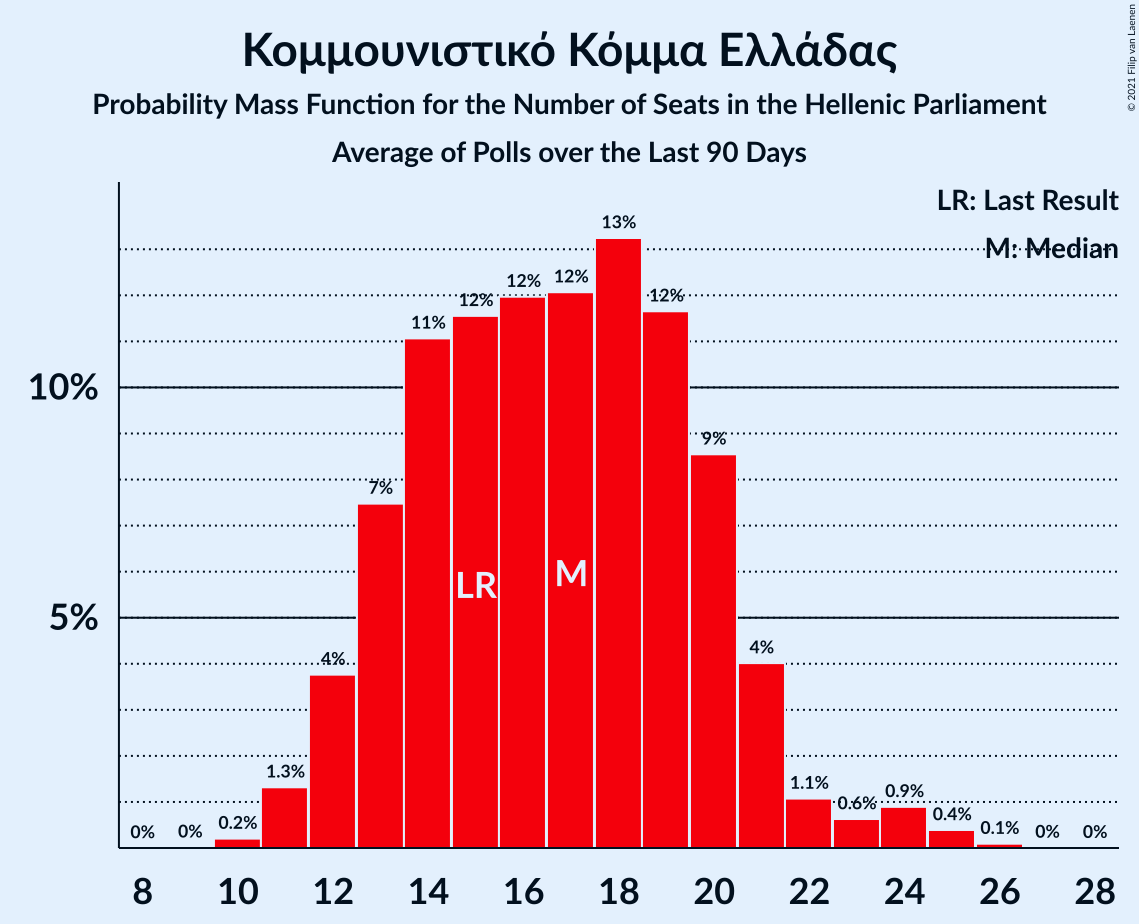 Κομμουνιστικό Κόμμα Ελλάδας
Probability Mass Function for the Number of Seats in the Hellenic Parliament
Average of Polls over the Last 90 Days
© 2021 Filip van Laenen
LR: Last Result
M: Median
10%
5%
0%
0%
0.2%
1.3%
4%
7%
11%
12%
12%
12%
13%
12%
9%
4%
1.1%
0.6%
0.9%
0.4%
0.1%
0%
0%
LR
M
8 10 12 14 16 18 20 22 24 26 28